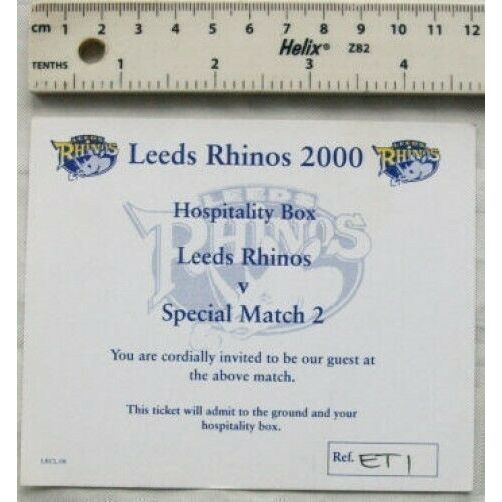 cm 1 2 3 4 5 6 7 8 9 10 11 12
Helix® Z82
TENTHS 1 2 3 4
LEEDS RHINOS Leeds Rhinos 2000 LEEDS RHINOS
LEEDS
RHINOS
Hospitality Box
Leeds Rhinos
v
Special Match 2
You are cordially invited to be our guest at
the above match.
This ticket will admit to the ground and your
hospitality box.
Ref. ET1